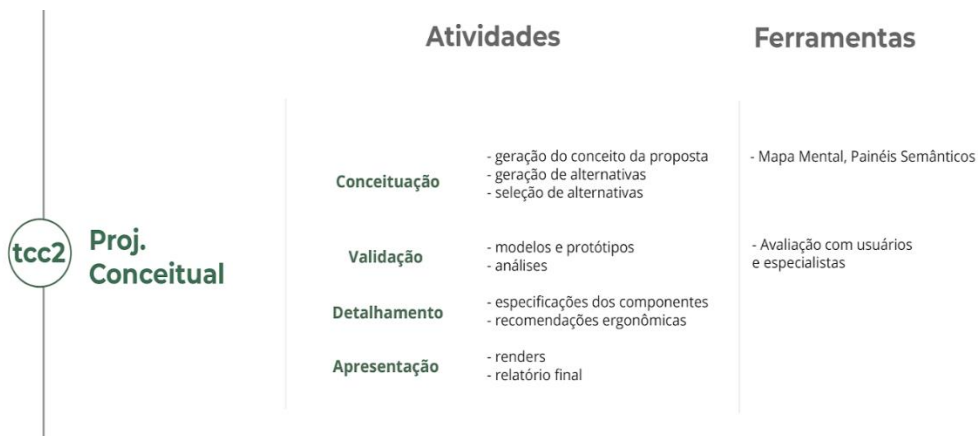 Atividades
Ferramentas
tcc2
Proj.
Conceitual
Conceituação
- geração do conceito da proposta
- geração de alternativas
- seleção de alternativas
- Mapa Mental, Painéis Semânticos
Validação
- modelos e protótipos
- análises
- Avaliação com usuários
e especialistas
Detalhamento
- especificações dos componentes
- recomendações ergonômicas
Apresentação
- renders
- relatório final